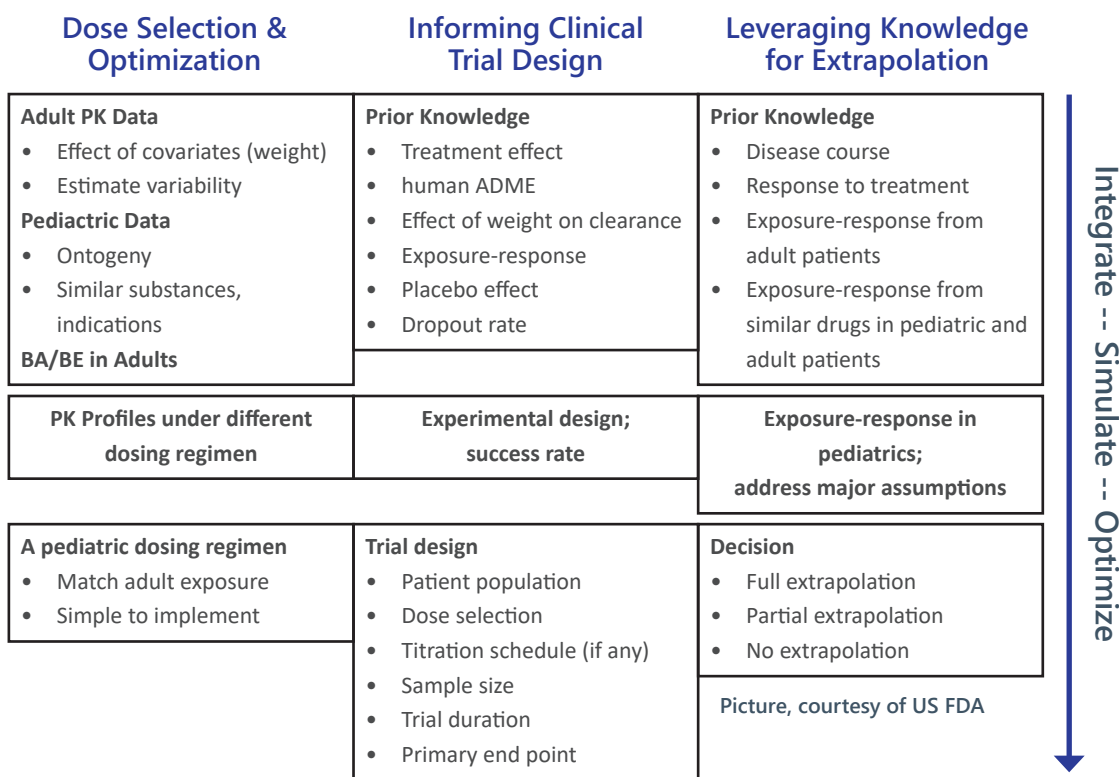 Dose Selection &
Optimization
Informing Clinical
Trial Design
Leveraging Knowledge
for Extrapolation
Adult PK Data
• Effect of covariates (weight)
• Estimate variability
Pediactric Data
• Ontogeny
• Similar substances,
indications
BA/BE in Adults
Prior Knowledge
• Treatment effect
• human ADME
• Effect of weight on clearance
• Exposure-response
• Placebo effect
• Dropout rate
Prior Knowledge
• Disease course
• Response to treatment
• Exposure-response from
adult patients
• Exposure-response from
similar drugs in pediatric and
adult patients
PK Profiles under different
dosing regimen
Experimental design;
success rate
Exposure-response in
pediatrics;
address major assumptions
A pediatric dosing regimen
• Match adult exposure
• Simple to implement
Trial design
• Patient population
• Dose selection
• Titration schedule (if any)
• Sample size
• Trial duration
• Primary end point
Decision
• Full extrapolation
• Partial extrapolation
• No extrapolation
Picture, courtesy of US FDA
Integrate -- Simulate -- Optimize